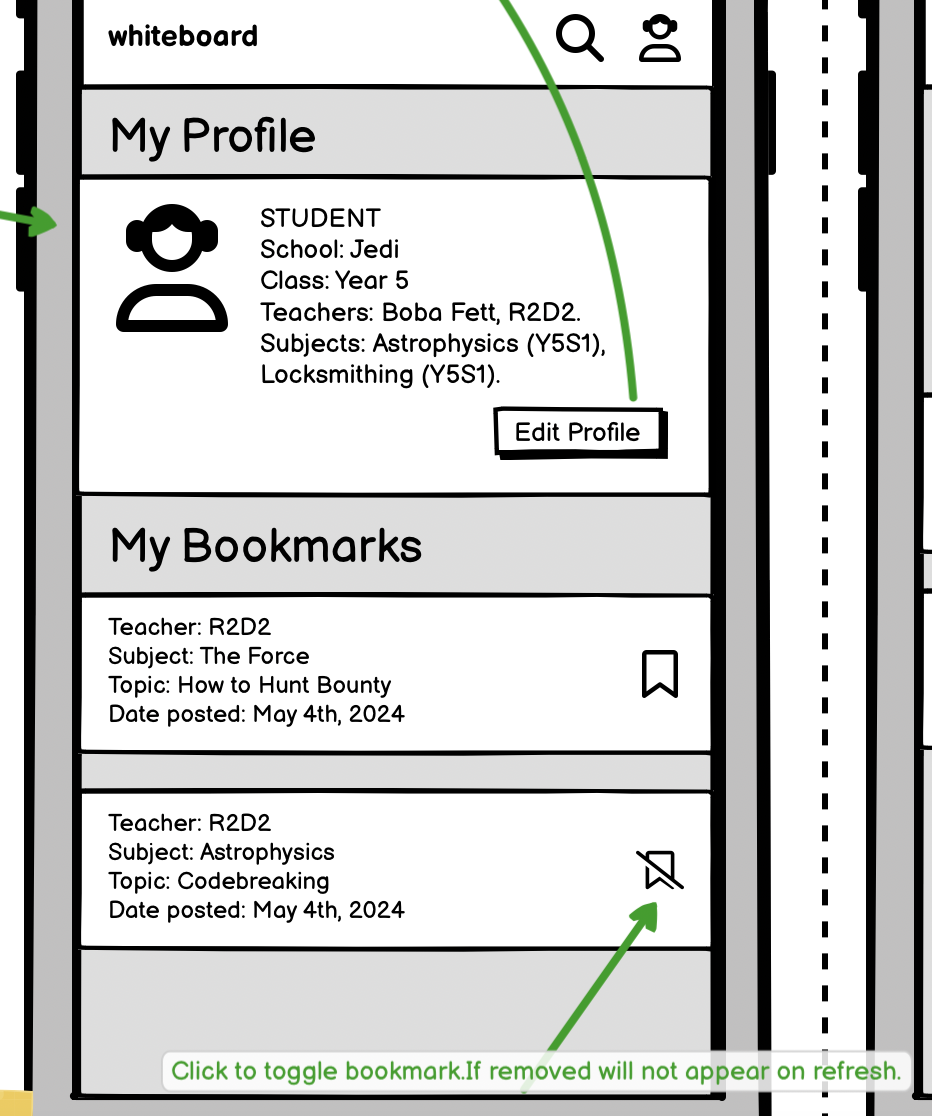 whiteboard
My Profile
STUDENT
School: Jedi
Class: Year 5
Teachers: Boba Fett, R2D2.
Subjects: Astrophysics (Y5S1),
Locksmithing (Y5S1).
Edit Profile
My Bookmarks
Teacher: R2D2
Subject: The Force
Topic: How to Hunt Bounty
Date posted: May 4th, 2024
Teacher: R2D2
Subject: Astrophysics
Topic: Codebreaking
Date posted: May 4th, 2024
Click to toggle bookmark.If removed will not appear on refresh.